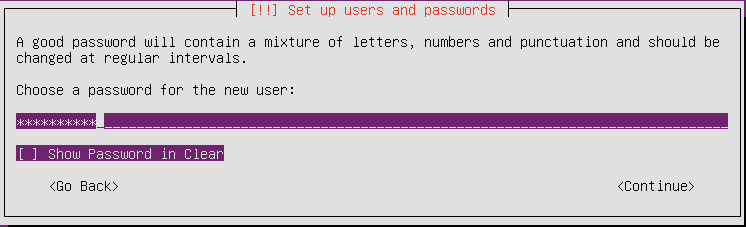 [!!] Set up users and passwords
A good password will contain a mixture of letters, numbers and punctuation and should be
changed at regular intervals.
Choose a password for the new user:
**********
[ ] Show Password in Clear
<Go Back> <Continue>